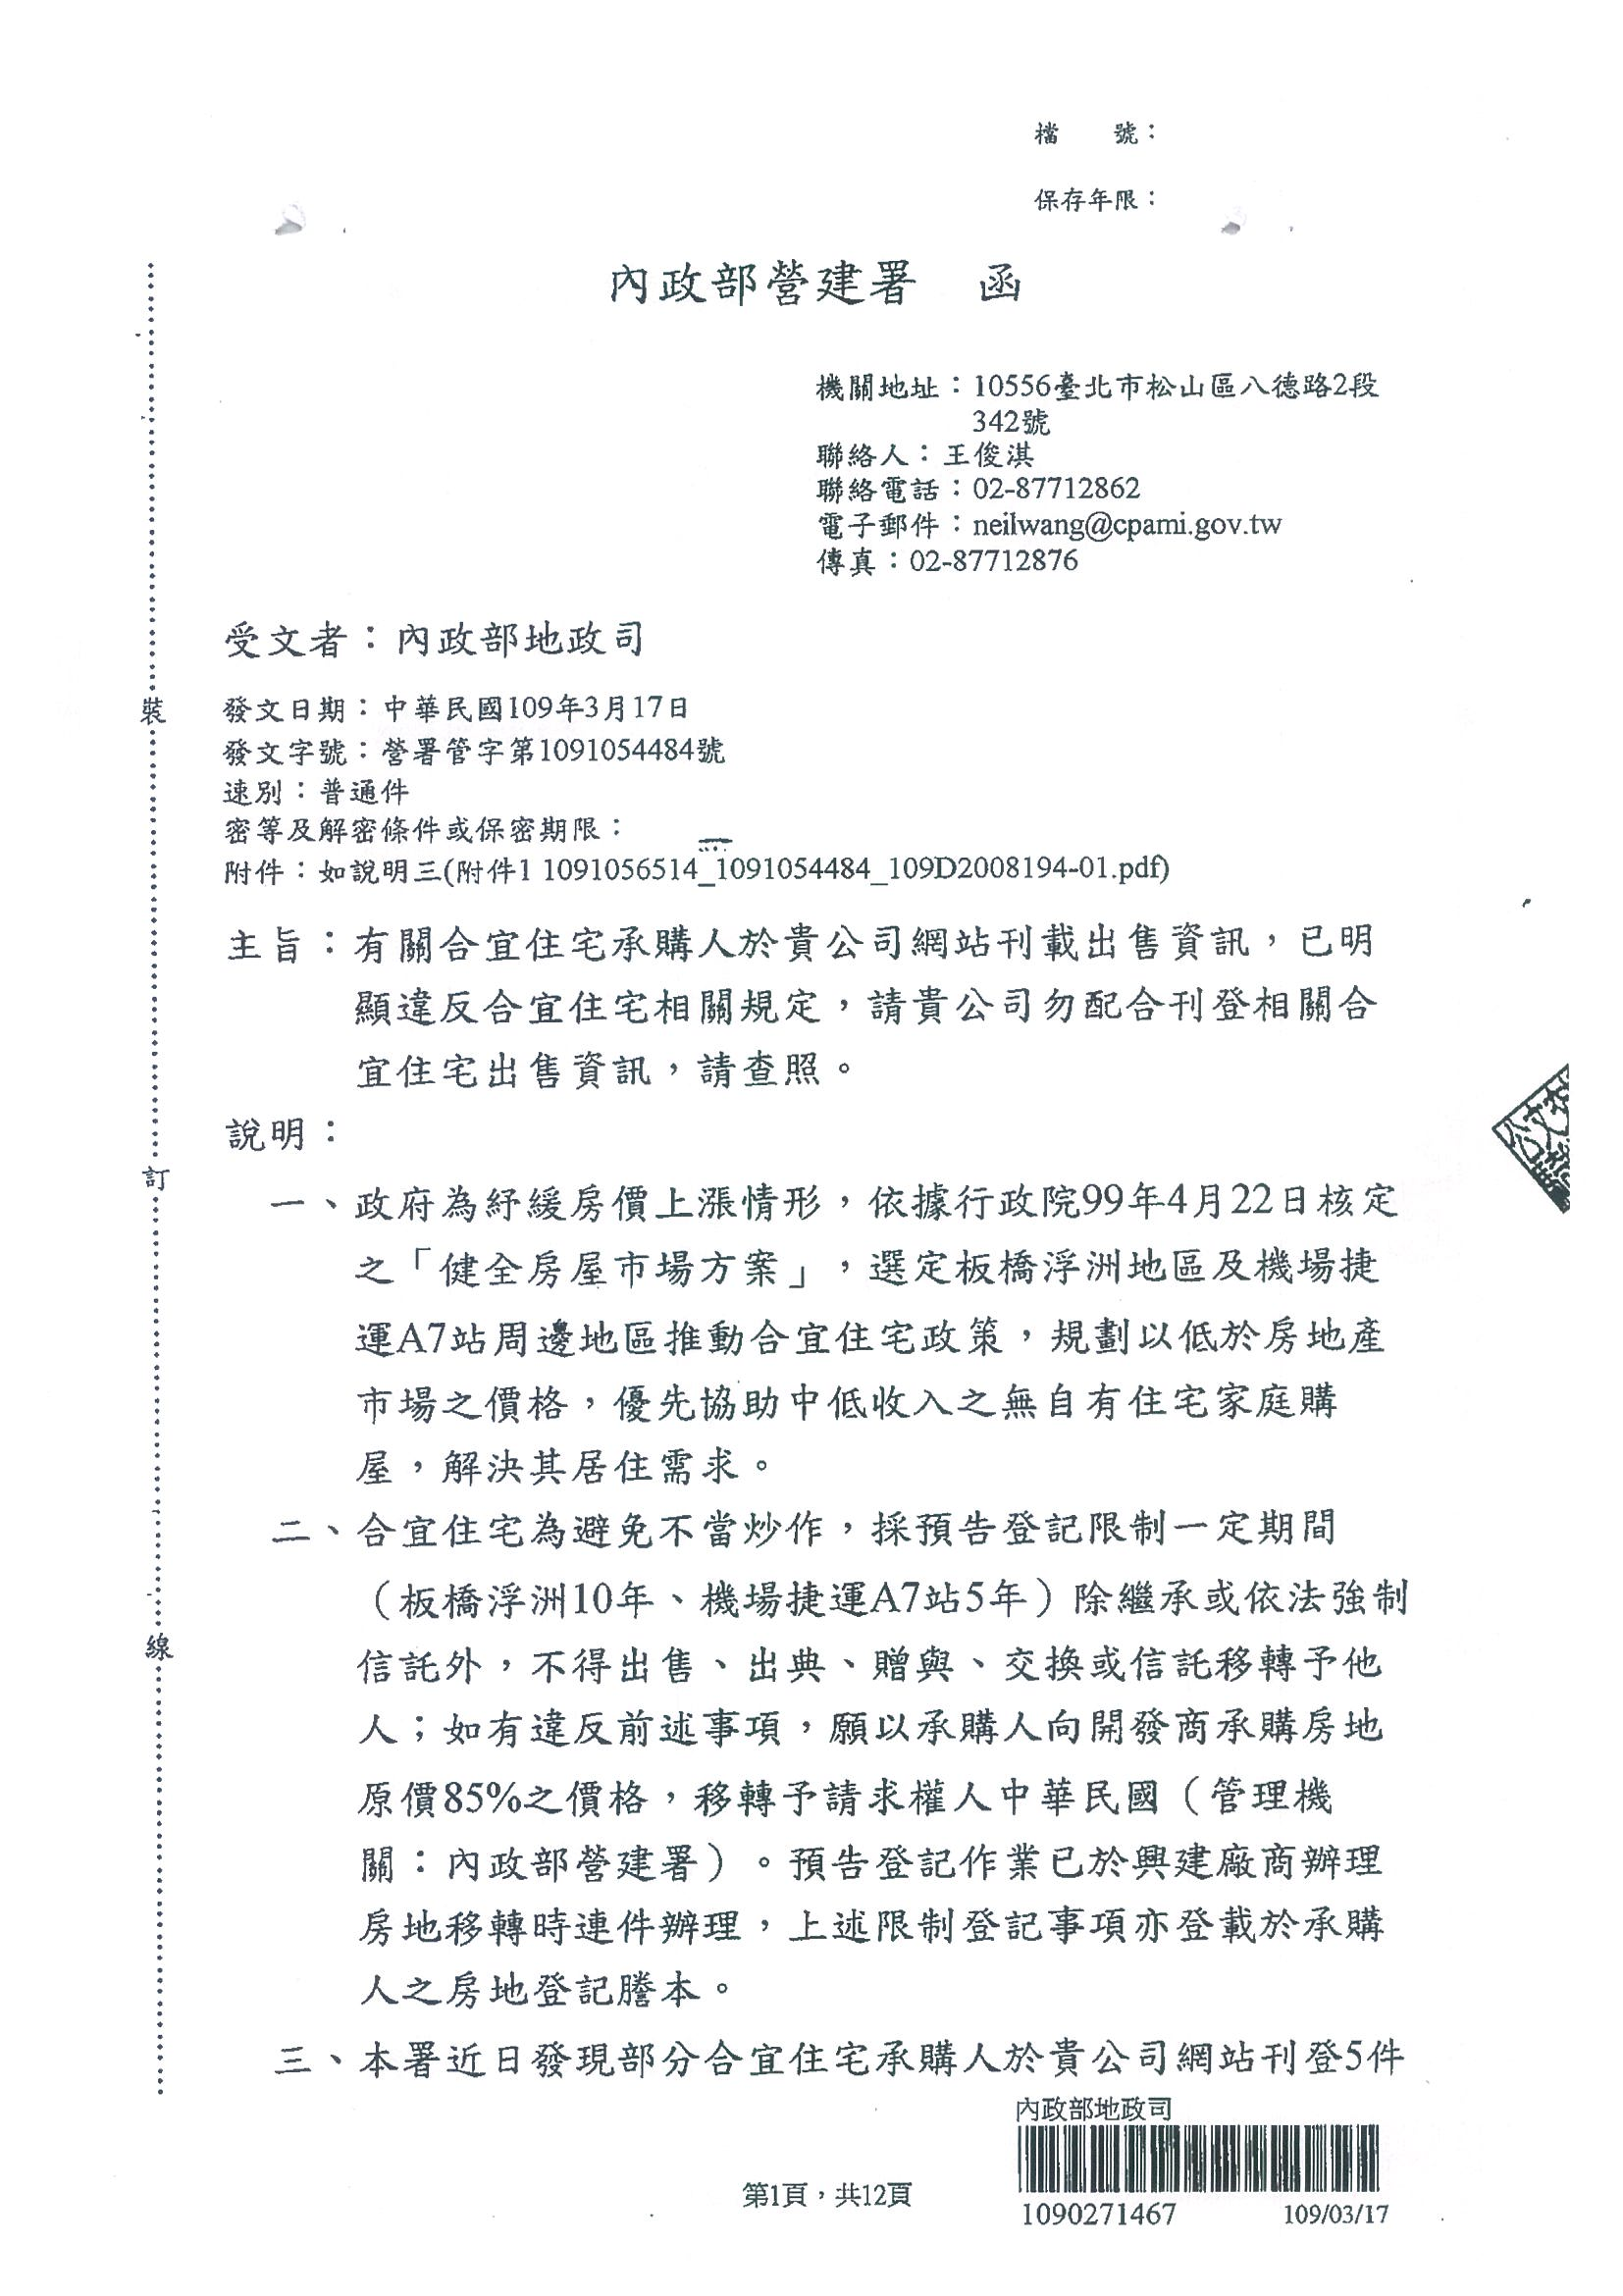 檔　　號：
保存年限：
內政部營建署　函
機關地址：10556臺北市松山區八德路2段
342號
聯絡人：王俊淇
聯絡電話：02-87712862
電子郵件：neilwang@cpami.gov.tw
傳真：02-87712876
受文者：內政部地政司
發文日期：中華民國109年3月17日
發文字號：營署管字第1091054484號
速別：普通件
密等及解密條件或保密期限：
附件：如說明三(附件1 1091056514_1091054484_109D2008194-01.pdf)
主旨：有關合宜住宅承購人於貴公司網站刊載出售資訊，已明
顯違反合宜住宅相關規定，請貴公司勿配合刊登相關合
宜住宅出售資訊，請查照。
說明：
一、政府為紓緩房價上漲情形，依據行政院99年4月22日核定
之「健全房屋市場方案」，選定板橋浮洲地區及機場捷
運A7站周邊地區推動合宜住宅政策，規劃以低於房地產
市場之價格，優先協助中低收入之無自有住宅家庭購
屋，解決其居住需求。
二、合宜住宅為避免不當炒作，採預告登記限制一定期間
（板橋浮洲10年、機場捷運A7站5年）除繼承或依法強制
信託外，不得出售、出典、贈與、交換或信託移轉予他
人；如有違反前述事項，願以承購人向開發商承購房地
原價85%之價格，移轉予請求權人中華民國（管理機
關：內政部營建署）。預告登記作業已於興建廠商辦理
房地移轉時連件辦理，上述限制登記事項亦登載於承購
人之房地登記謄本。
三、本署近日發現部分合宜住宅承購人於貴公司網站刊登5件
裝
訂
線
內政部地政司
第1頁，共12頁
1090271467
109/03/17